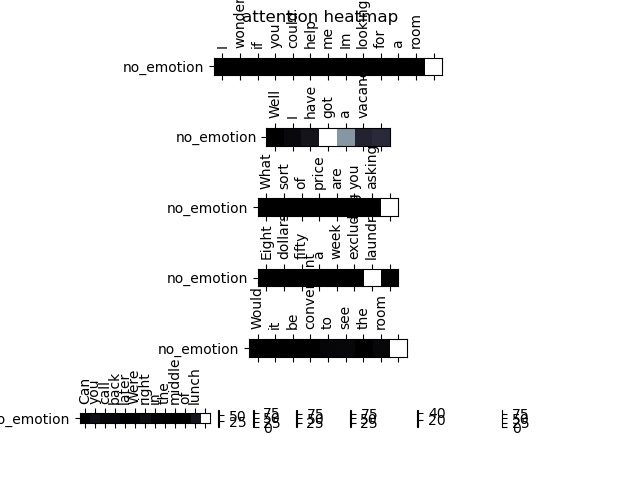 attention heatmap
I wonder if you could help me Im looking for a room
no_emotion
Well I have got a vacan
no_emotion
What sort of price are you asking
no_emotion
Eight dollars fifty a week excluding laundr
no_emotion
Would it be convenient to see the room
no_emotion
Can you call back later Were right in the middle of lunch
o_emotion
50 25
75 50 25 0
75 50 25
75 50 25
40 20
75 50 25 0